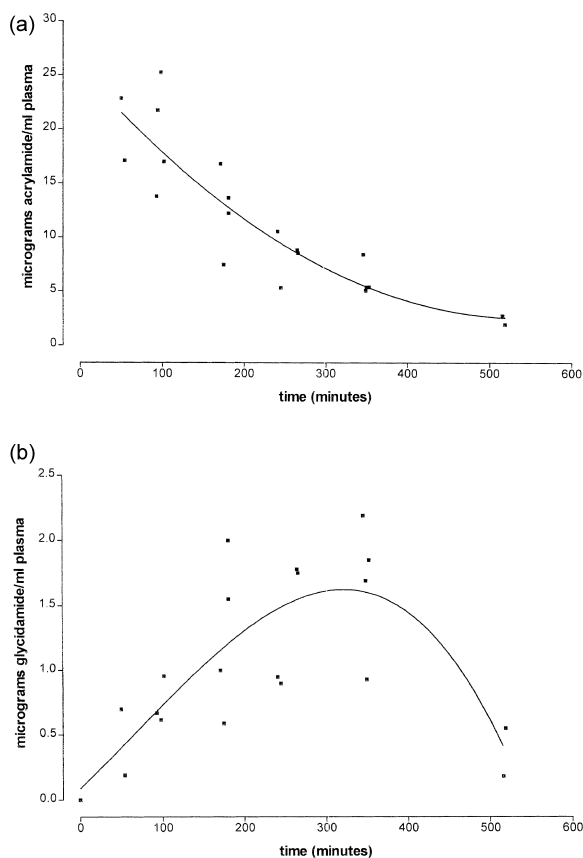 (a)
micrograms acrylamide/ml plasma
30
25
20
15
10
5
0
0 100 200 300 400 500 600
time (minutes)
(b)
micrograms glycidamide/ml plasma
2.5
2.0
1.5
1.0
0.5
0.0
0 100 200 300 400 500 600
time (minutes)